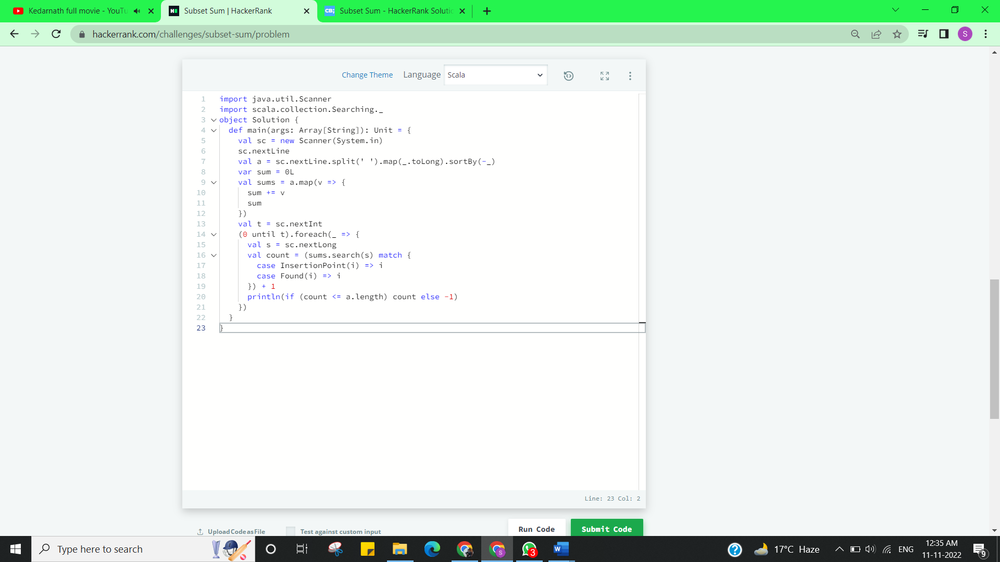 Kedarnath full movie - YouTu
Subset Sum | HackerRank
CB; Subset Sum - HackerRank Solutio
hackerrank.com/challenges/subset-sum/problem
S
Change Theme Language Scala
1 import java.util.Scanner
2 import scala.collection.Searching._
3 object Solution {
4 def main(args: Array[String]): Unit = {
5 val sc = new Scanner(System.in)
6 sc.nextLine
7 val a = sc.nextLine.split(' ').map(_.toLong).sortBy(-_)
8 var sum = 0L
9 val sums = a.map(v => {
10 sum += v
11 sum
12 })
13 val t = sc.nextInt
14 (0 until t).foreach(_ => {
15 val s = sc.nextLong
16 val count = (sums.search(s) match {
17 case InsertionPoint(i) => i
18 case Found(i) => i
19 }) + 1
20 println(if (count <= a.length) count else -1)
21 })
22 }
23 }
Line: 23 Col: 2
Upload Code as File
Test against custom input
Run Code
Submit Code
Type here to search
S
3
W
17°C Haze
ENG
12:35 AM
11-11-2022
9